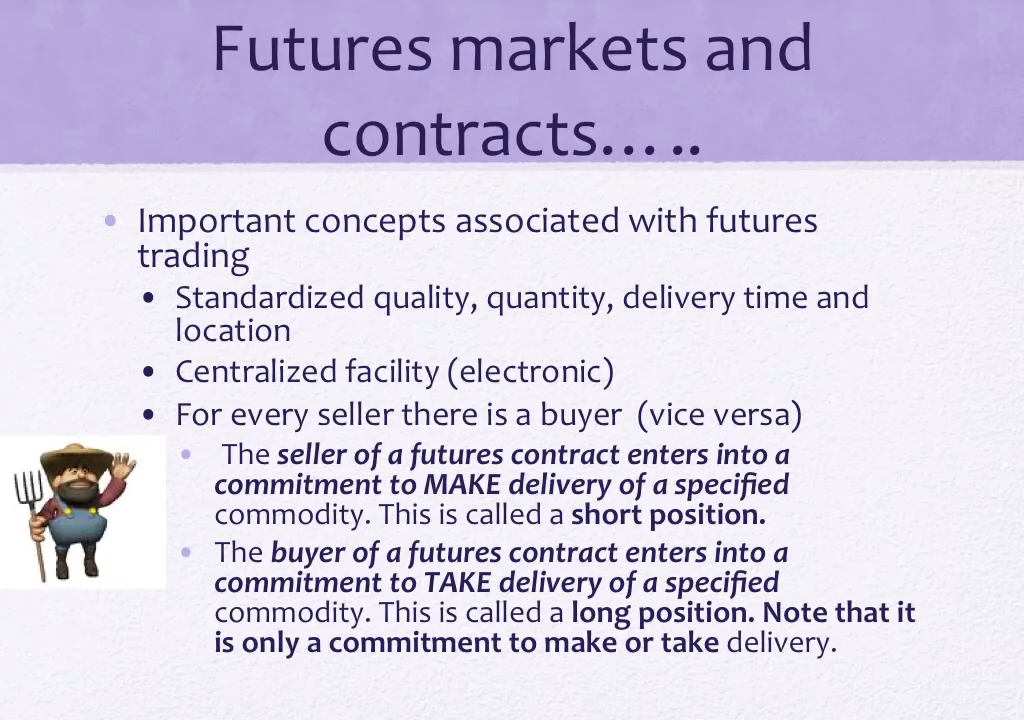 Futures markets and
contracts…..
• Important concepts associated with futures
trading
• Standardized quality, quantity, delivery time and
location
• Centralized facility (electronic)
• For every seller there is a buyer  (vice versa)
• The seller of a futures contract enters into a
commitment to MAKE delivery of a specified
commodity. This is called a short position.
• The buyer of a futures contract enters into a
commitment to TAKE delivery of a specified
commodity. This is called a long position. Note that it
is only a commitment to make or take delivery.